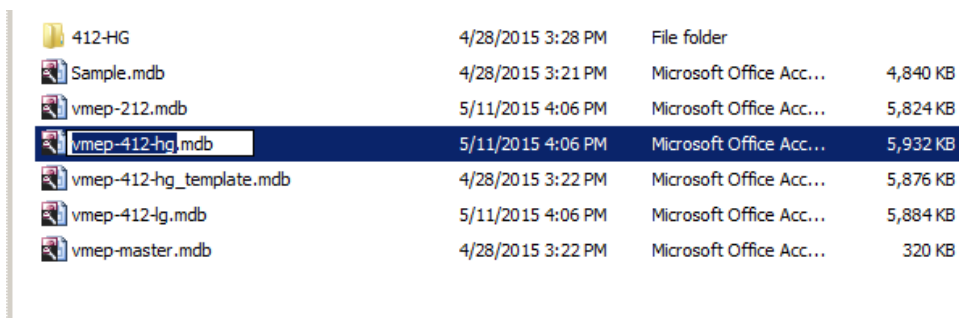 412-HG 4/28/2015 3:28 PM File folder
Sample.mdb 4/28/2015 3:21 PM Microsoft Office Acc... 4,840 KB
vmep-212.mdb 5/11/2015 4:06 PM Microsoft Office Acc... 5,824 KB
vmep-412-hg.mdb 5/11/2015 4:06 PM Microsoft Office Acc... 5,932 KB
vmep-412-hg_template.mdb 4/28/2015 3:22 PM Microsoft Office Acc... 5,876 KB
vmep-412-lg.mdb 5/11/2015 4:06 PM Microsoft Office Acc... 5,884 KB
vmep-master.mdb 4/28/2015 3:22 PM Microsoft Office Acc... 320 KB